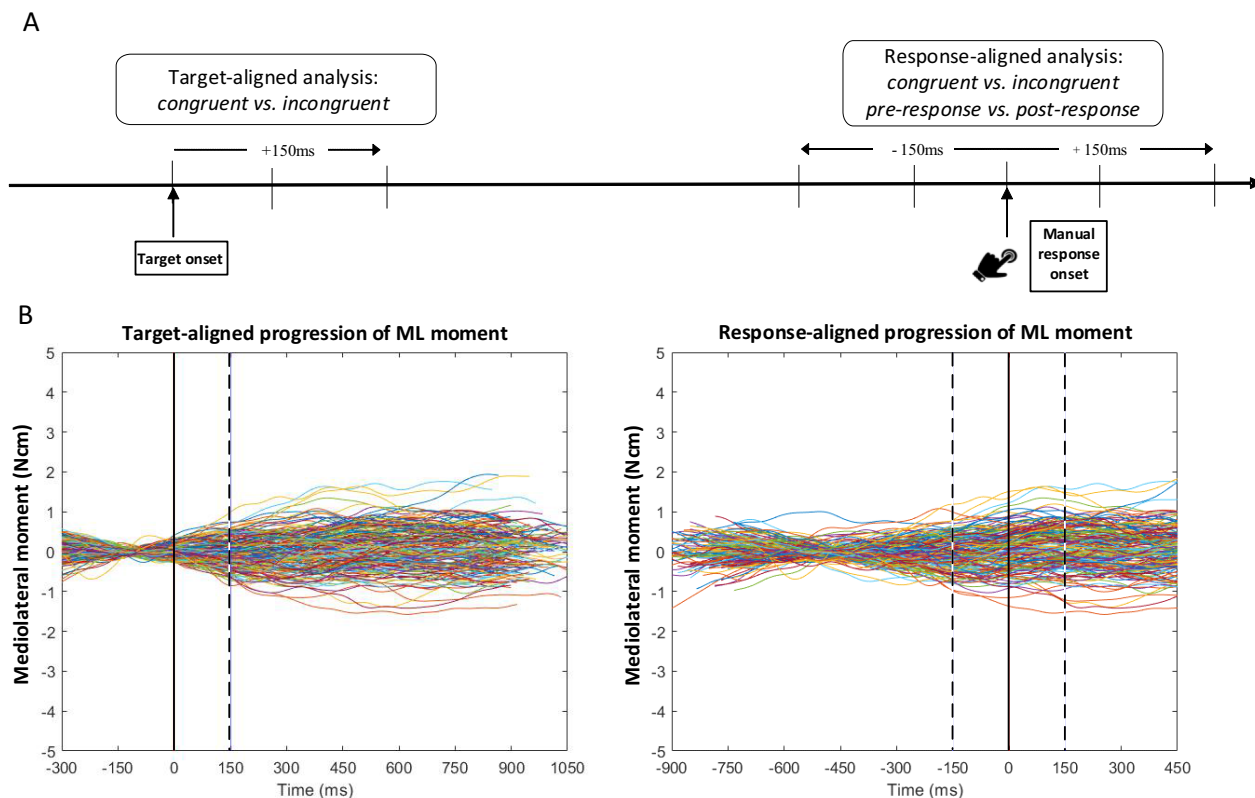 A
Target-aligned analysis:
congruent vs. incongruent
Response-aligned analysis:
congruent vs. incongruent
pre-response vs. post-response
+150ms
- 150ms
+ 150ms
Target onset
Manual
response
onset
B
Target-aligned progression of ML moment
Mediolateral moment (Ncm)
5
4
3
2
1
0
-1
-2
-3
-4
-5
-300 -150 0 150 300 450 600 750 900 1050
Time (ms)
Response-aligned progression of ML moment
Mediolateral moment (Ncm)
5
4
3
2
1
0
-1
-2
-3
-4
-5
-900 -750 -600 -450 -300 -150 0 150 300 450
Time (ms)